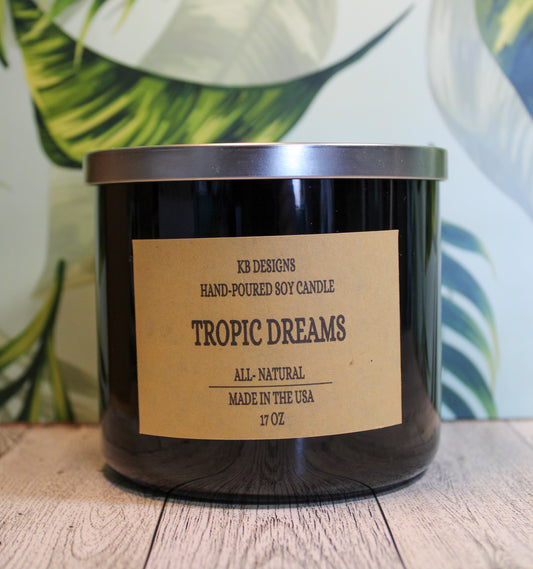 KB DESIGNS
HAND-POURED SOY CANDLE
TROPIC DREAMS
ALL- NATURAL
MADE IN THE USA
17 OZ